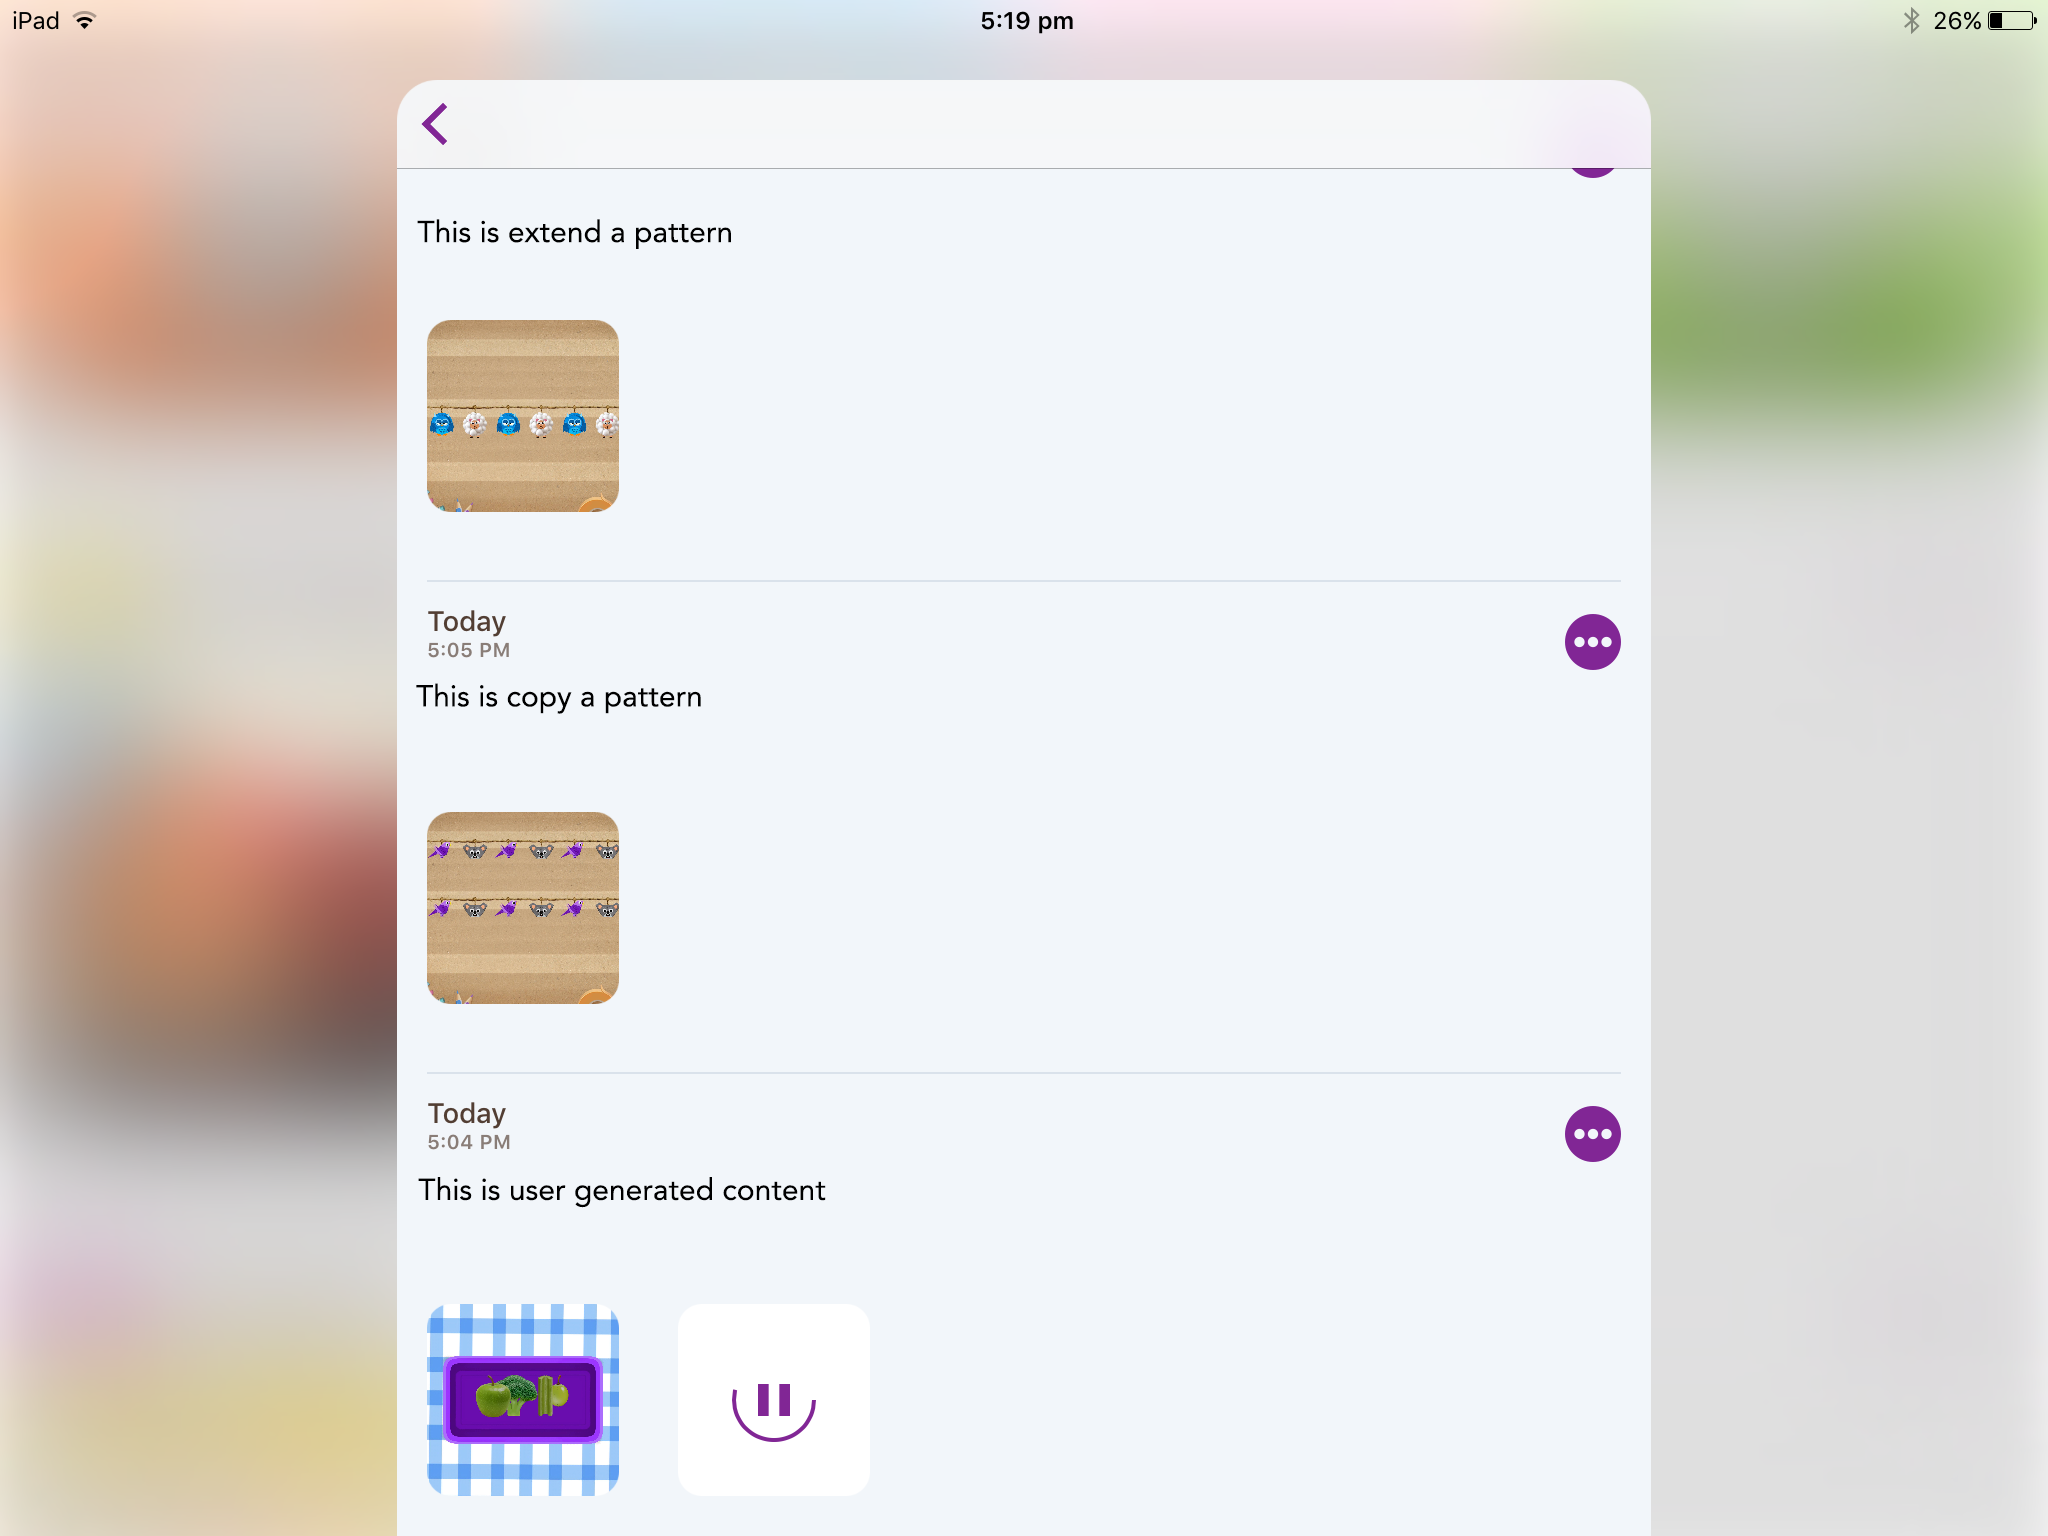 iPad
5:19 pm
26%
This is extend a pattern
Today
5:05 PM
This is copy a pattern
Today
5:04 PM
This is user generated content